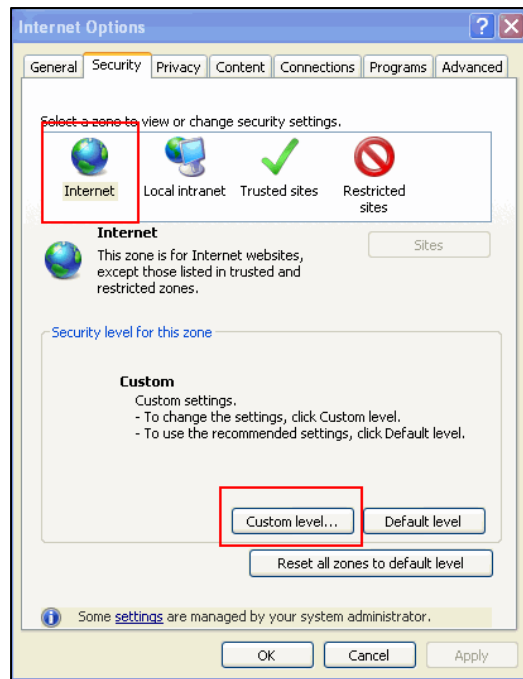 Internet Options
General Security Privacy Content Connections Programs Advanced
Select a zone to view or change security settings.
Internet Local intranet Trusted sites Restricted sites
Internet
Sites
This zone is for Internet websites,
except those listed in trusted and
restricted zones.
Security level for this zone
Custom
Custom settings.
- To change the settings, click Custom level.
- To use the recommended settings, click Default level.
Custom level... Default level
Reset all zones to default level
Some settings are managed by your system administrator.
OK Cancel Apply